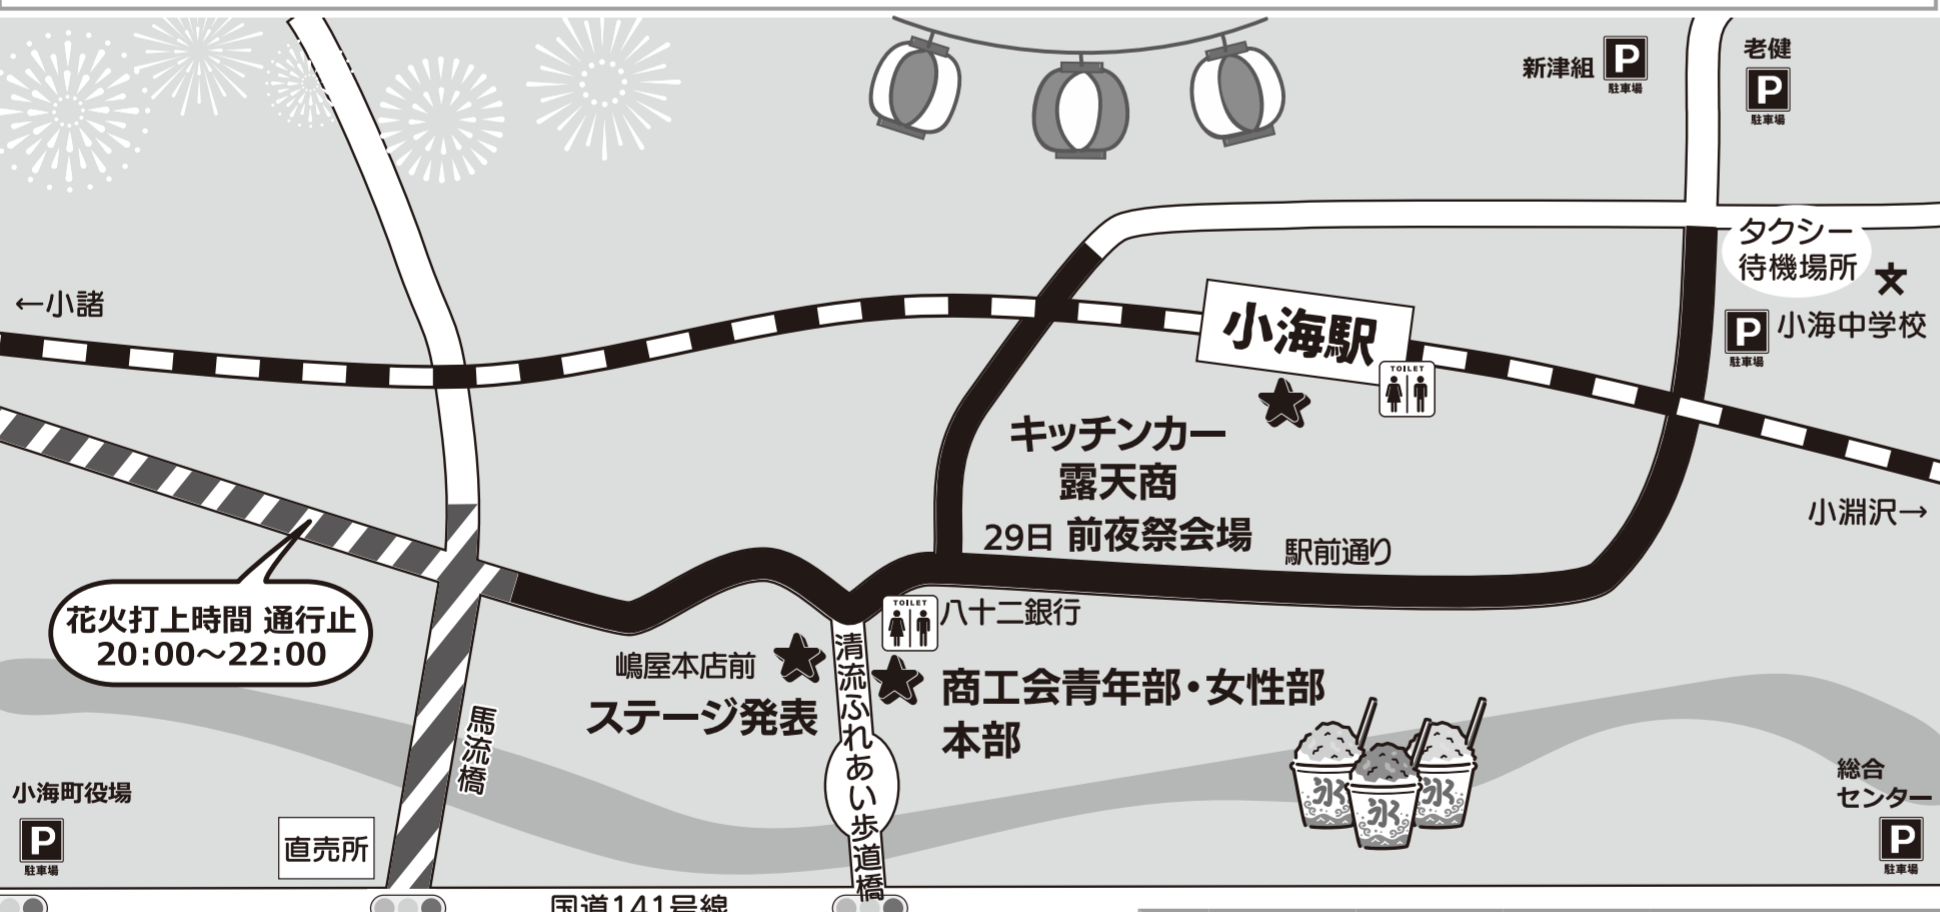 新津組
P
駐車場
老健
P
駐車場
タクシー
待機場所
←小諸
小海駅
P
駐車場
小海中学校
TOILET
キッチンカー
露天商
29日 前夜祭会場
駅前通り
小淵沢→
花火打上時間 通行止
20:00〜22:00
TOILET
八十二銀行
嶋屋本店前
ステージ発表
清流ふれあい歩道橋
商工会青年部・女性部
本部
馬流橋
氷
氷
氷
小海町役場
P
駐車場
直売所
総合
センター
P
駐車場
国道141号線